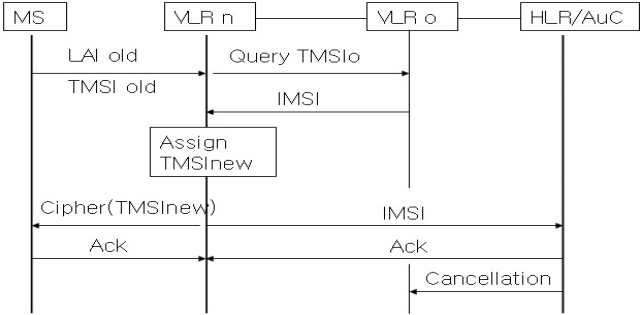 MS
VLR n
VLR o
HLR/AuC
LAI old
Query TMSIo
TMSI old
IMSI
Assign
TMSInew
Cipher(TMSInew)
IMSI
Ack
Ack
Cancellation